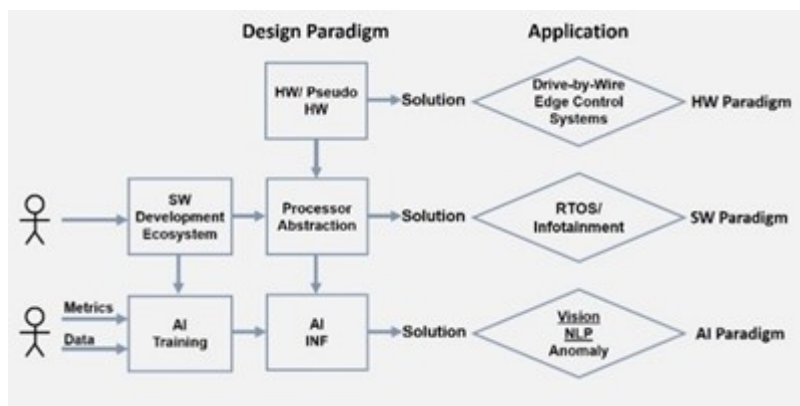 Design Paradigm
Application
HW/ Pseudo
HW
Solution
Drive-by-Wire
Edge Control
Systems
HW Paradigm
SW
Development
Ecosystem
Processor
Abstraction
Solution
RTOS/
Infotainment
SW Paradigm
Metrics
Data
AI
Training
AI
INF
Solution
Vision
NLP
Anomaly
AI Paradigm